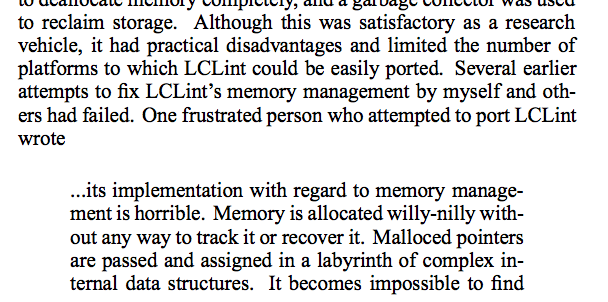 to deallocate memory completely, and a garbage collector was used
to reclaim storage. Although this was satisfactory as a research
vehicle, it had practical disadvantages and limited the number of
platforms to which LCLint could be easily ported. Several earlier
attempts to fix LCLint's memory management by myself and oth-
ers had failed. One frustrated person who attempted to port LCLint
wrote
...its implementation with regard to memory manage-
ment is horrible. Memory is allocated willy-nilly with-
out any way to track it or recover it. Malloced pointers
are passed and assigned in a labyrinth of complex in-
ternal data structures. It becomes impossible to find